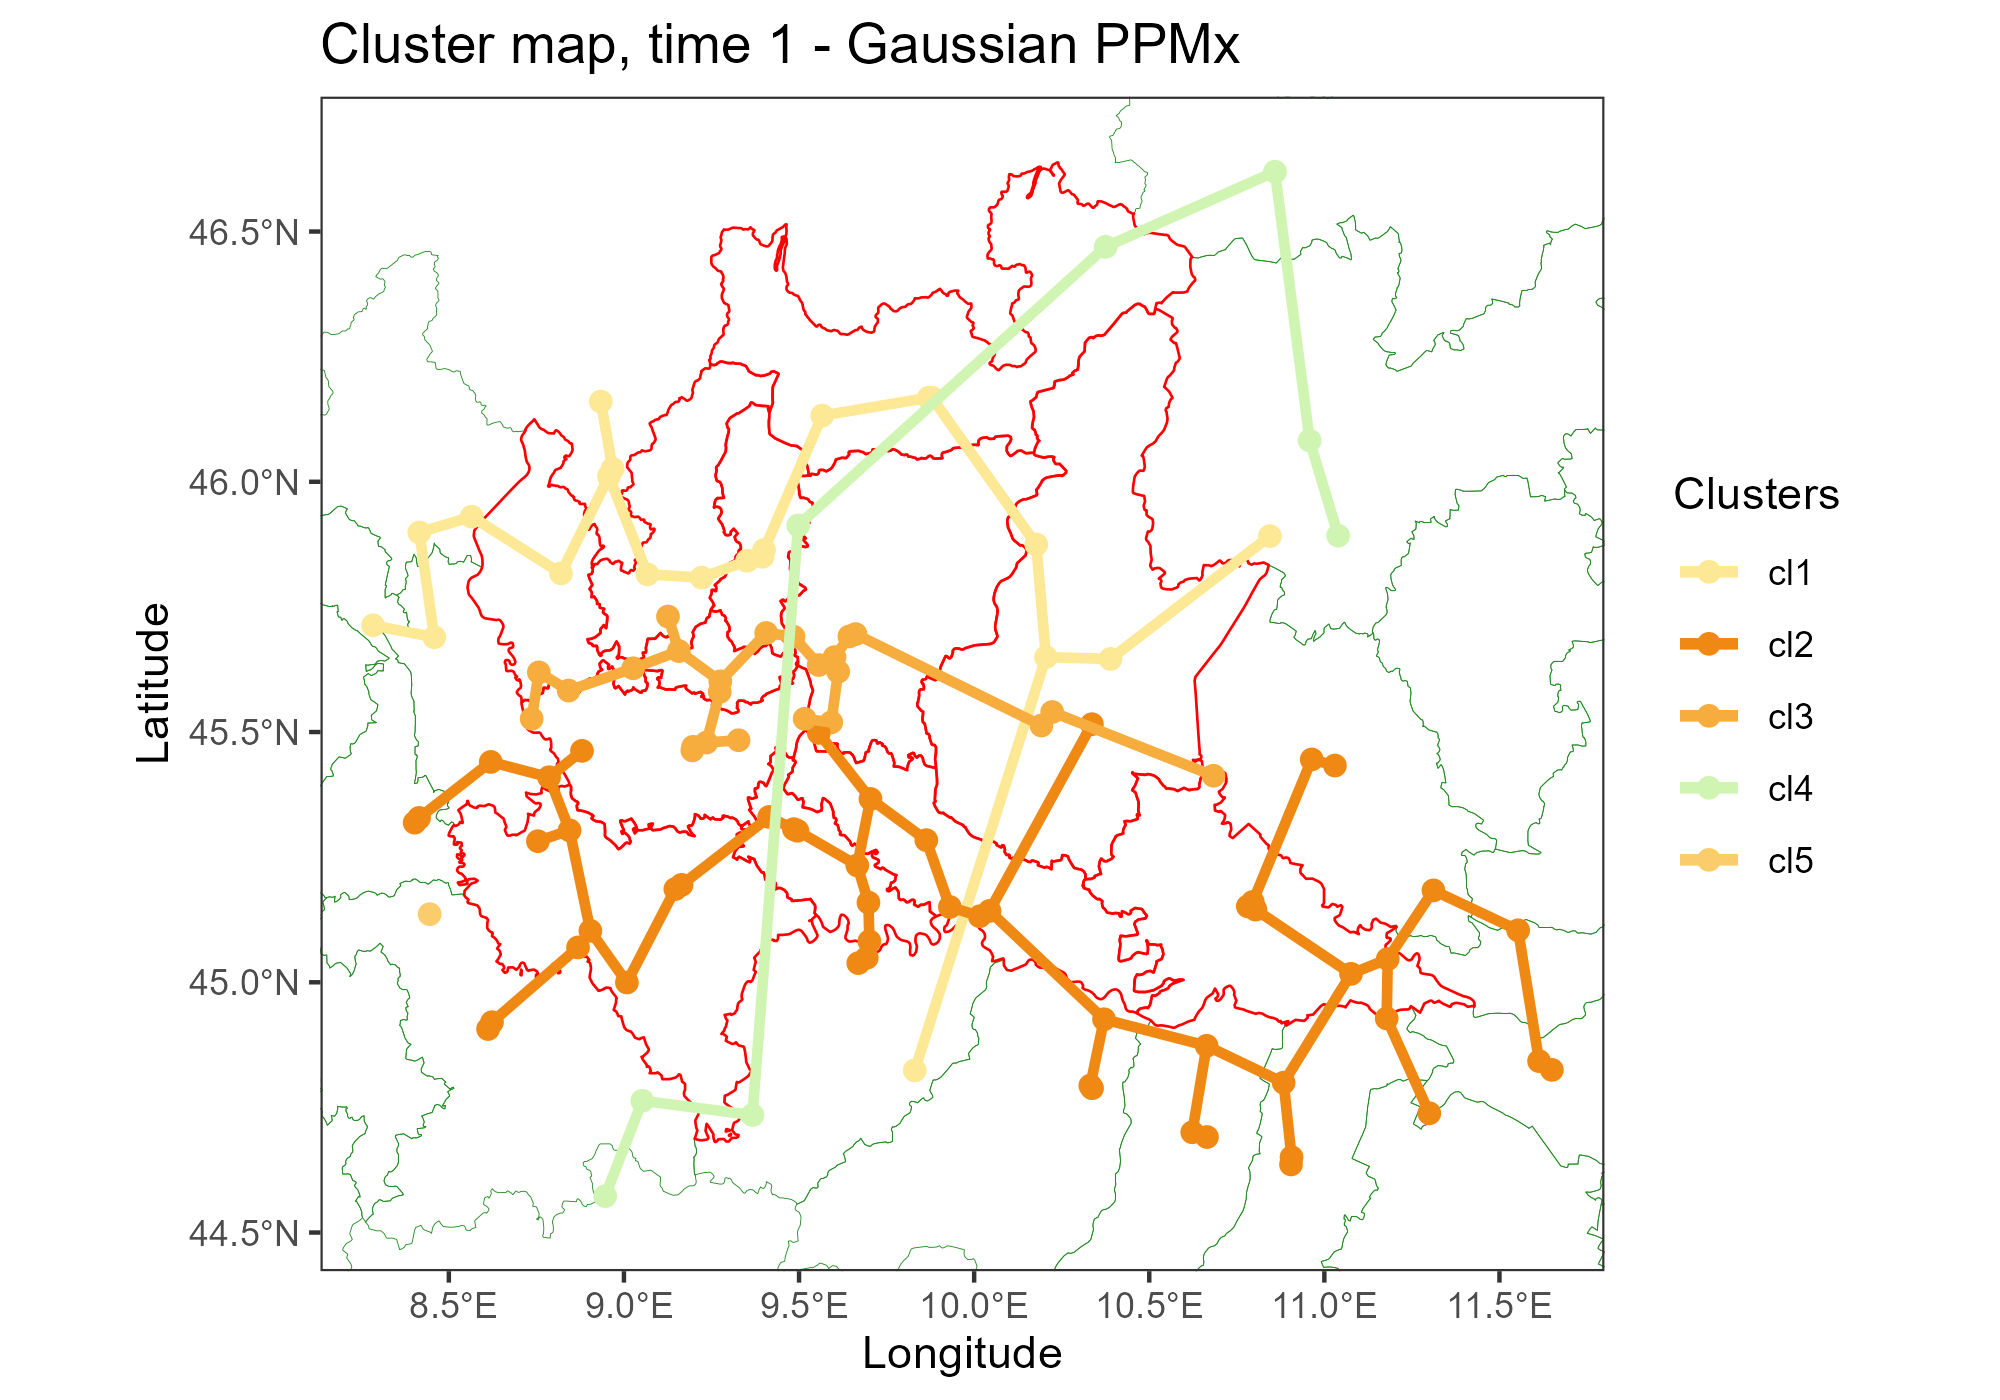 Cluster map, time 1 - Gaussian PPMx
46.5°N
46.0°N
45.5°N
45.0°N
44.5°N
Latitude
8.5°E 9.0°E 9.5°E 10.0°E 10.5°E 11.0°E 11.5°E
Longitude
Clusters
cl1
cl2
cl3
cl4
cl5